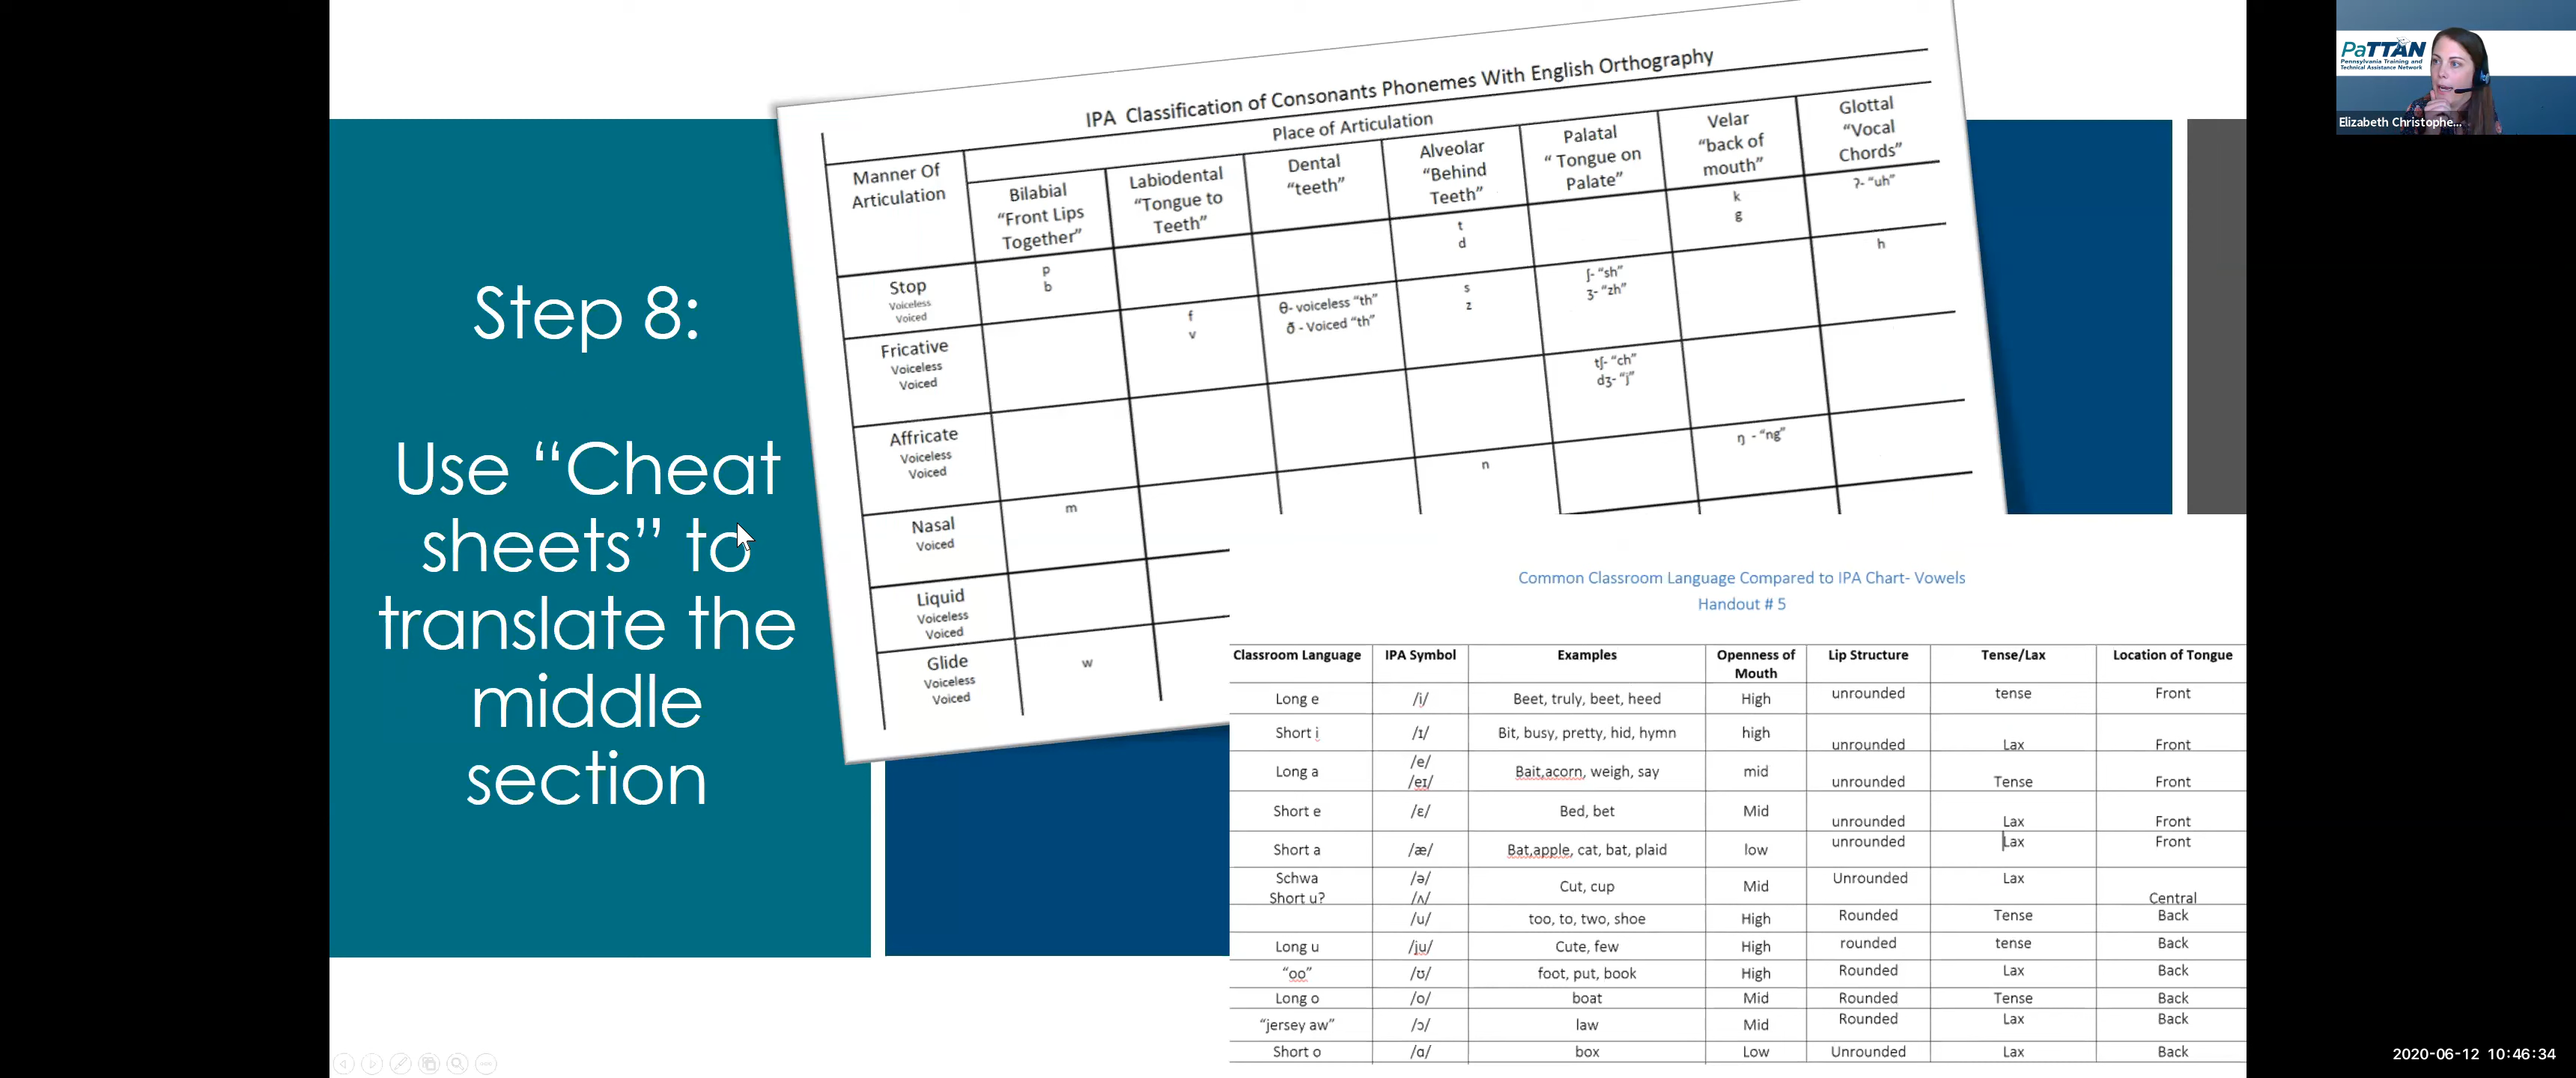 Step 8:
Use “Cheat
sheets” to
translate the
middle
section
IPA Classification of Consonants Phonemes With English Orthography
Place of Articulation
Manner Of
Articulation
Bilabial
“Front Lips
Together”
Labiodental
“Tongue to
Teeth”
Dental
“teeth”
Alveolar
“Behind
Teeth”
Palatal
“ Tongue on
Palate”
Velar
“back of
mouth”
Glottal
“Vocal
Chords”
Stop
Voiceless
Voiced
p
b
t
d
k
g
ʔ- “uh”
Fricative
Voiceless
Voiced
f
v
θ- voiceless “th”
ð - Voiced “th”
s
z
ʃ- “sh”
ʒ- “zh”
h
Affricate
Voiceless
Voiced
tʃ- “ch”
dʒ- “j”
Nasal
Voiced
m
n
ŋ - “ng”
Liquid
Voiceless
Voiced
Glide
Voiceless
Voiced
w
Common Classroom Language Compared to IPA Chart- Vowels
Handout # 5
Classroom Language IPA Symbol Examples Openness of Mouth Lip Structure Tense/Lax Location of Tongue
Long e /i/ Beet, truly, beet, heed High unrounded tense Front
Short i /ɪ/ Bit, busy, pretty, hid, hymn high unrounded Lax Front
Long a /e/ /eɪ/ Bait,acorn, weigh, say mid unrounded Tense Front
Short e /ɛ/ Bed, bet Mid unrounded Lax Front
Short a /æ/ Bat,apple, cat, bat, plaid low unrounded Lax Front
Schwa Short u? /ə/ /ʌ/ Cut, cup Mid Unrounded Lax Central
/u/ too, to, two, shoe High Rounded Tense Back
Long u /ju/ Cute, few High rounded tense Back
“oo” /ʊ/ foot, put, book High Rounded Lax Back
Long o /o/ boat Mid Rounded Tense Back
“jersey aw” /ɔ/ law Mid Rounded Lax Back
Short o /ɑ/ box Low Unrounded Lax Back
PaTTAN
Pennsylvania Training and
Technical Assistance Network
Elizabeth Christophe...
2020-06-12 10:46:34